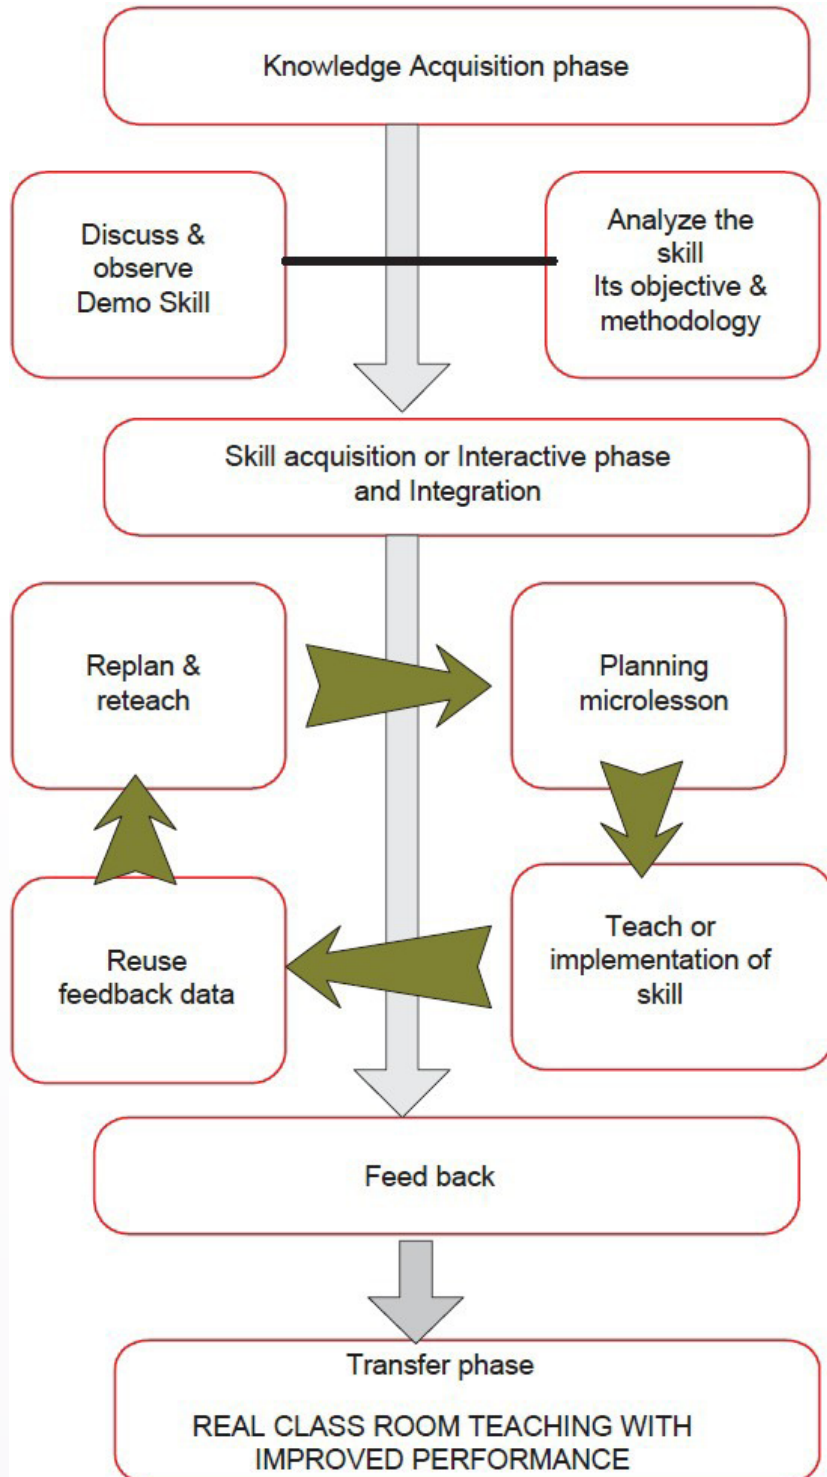 Knowledge Acquisition phase
Discuss &
observe
Demo Skill
Analyze the
skill
Its objective &
methodology
Skill acquisition or Interactive phase
and Integration
Replan &
reteach
Planning
microlesson
Reuse
feedback data
Teach or
implementation of
skill
Feed back
Transfer phase
REAL CLASS ROOM TEACHING WITH
IMPROVED PERFORMANCE